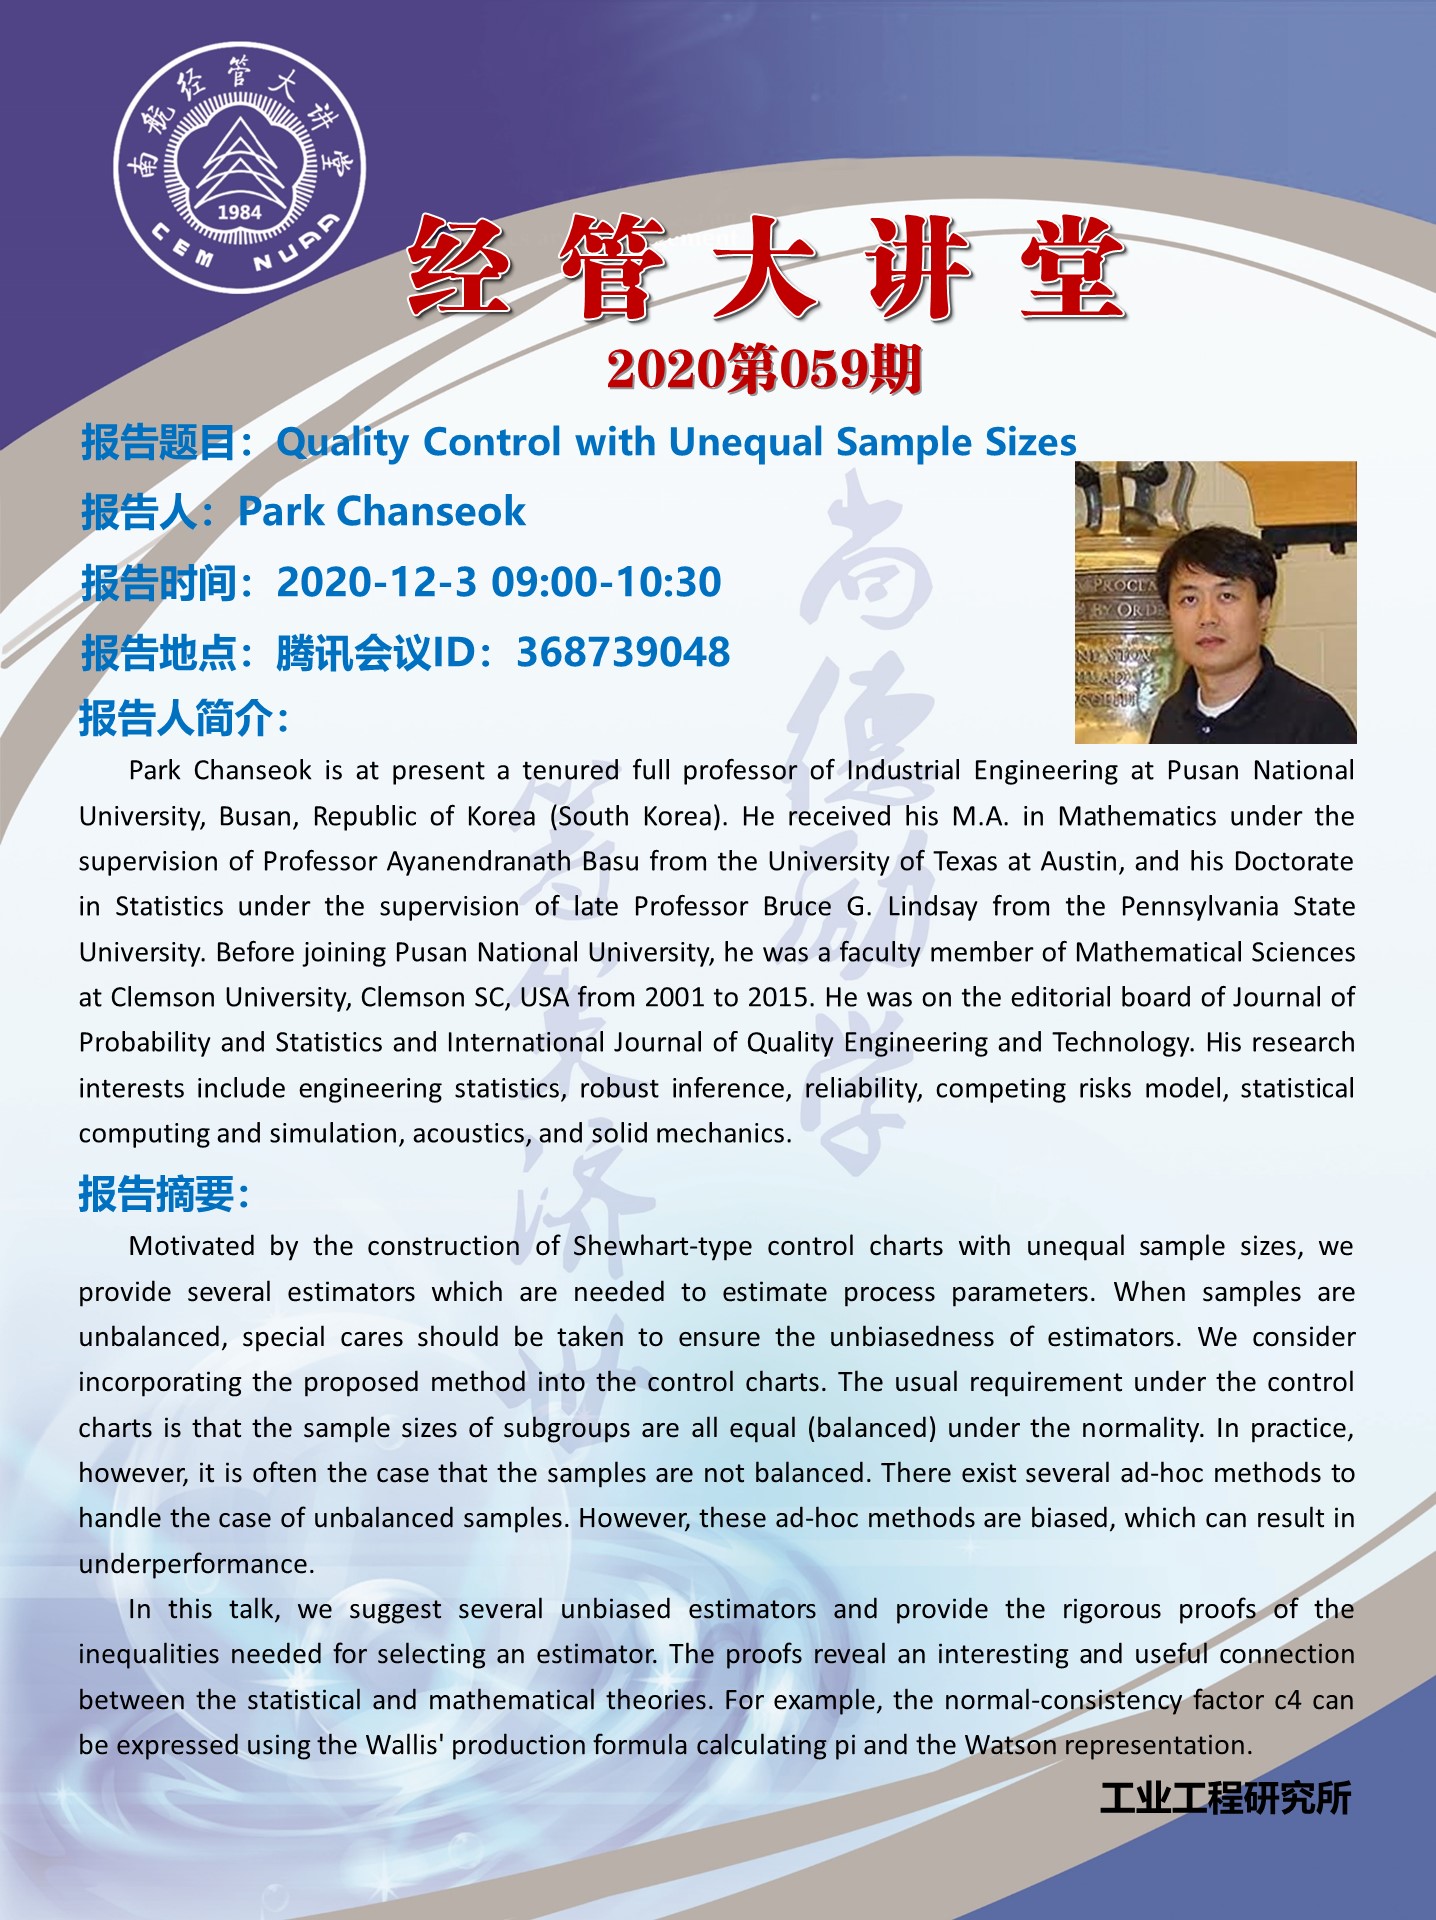 南航经管大讲堂
1984
CEM NUAA
经管大讲堂
2020第059期
报告题目：Quality Control with Unequal Sample Sizes
报告人：Park Chanseok
报告时间：2020-12-3 09:00-10:30
报告地点：腾讯会议ID：368739048
PROCLA
BY ORDE
报告人简介：
Park Chanseok is at present a tenured full professor of Industrial Engineering at Pusan National
University, Busan, Republic of Korea (South Korea). He received his M.A. in Mathematics under the
supervision of Professor Ayanendranath Basu from the University of Texas at Austin, and his Doctorate
in Statistics under the supervision of late Professor Bruce G. Lindsay from the Pennsylvania State
University. Before joining Pusan National University, he was a faculty member of Mathematical Sciences
at Clemson University, Clemson SC, USA from 2001 to 2015. He was on the editorial board of Journal of
Probability and Statistics and International Journal of Quality Engineering and Technology. His research
interests include engineering statistics, robust inference, reliability, competing risks model, statistical
computing and simulation, acoustics, and solid mechanics.
报告摘要：
Motivated by the construction of Shewhart-type control charts with unequal sample sizes, we
provide several estimators which are needed to estimate process parameters. When samples are
unbalanced, special cares should be taken to ensure the unbiasedness of estimators. We consider
incorporating the proposed method into the control charts. The usual requirement under the control
charts is that the sample sizes of subgroups are all equal (balanced) under the normality. In practice,
however, it is often the case that the samples are not balanced. There exist several ad-hoc methods to
handle the case of unbalanced samples. However, these ad-hoc methods are biased, which can result in
underperformance.
In this talk, we suggest several unbiased estimators and provide the rigorous proofs of the
inequalities needed for selecting an estimator. The proofs reveal an interesting and useful connection
between the statistical and mathematical theories. For example, the normal-consistency factor c4 can
be expressed using the Wallis' production formula calculating pi and the Watson representation.
工业工程研究所
尚德励学
笃策济世